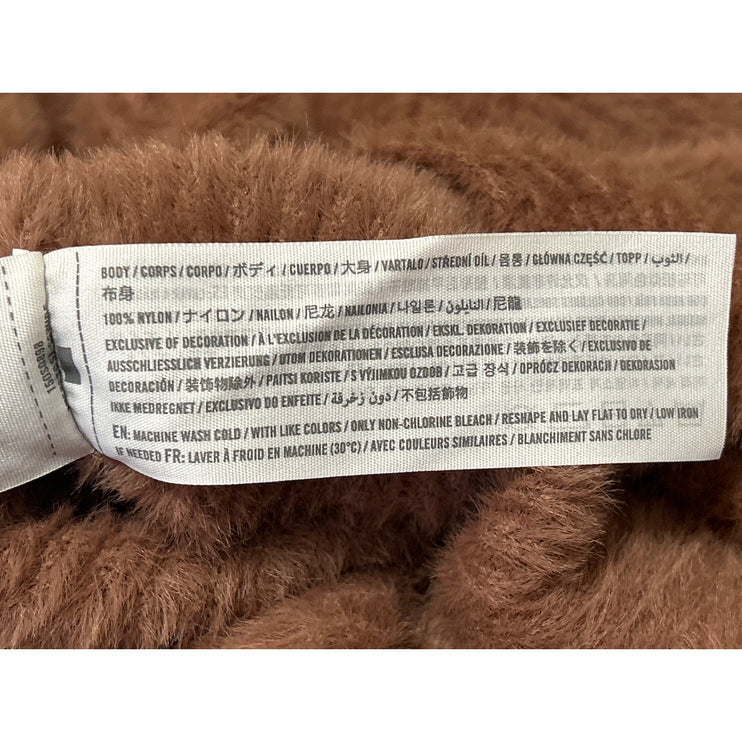 BODY / CORPS / CORPO / ボディ / CUERPO / 大身 / VARTALO / STŘEDNÍ DÍL / 몸통 / GŁÓWNA CZĘŚĆ / TOPP / الثوب /
布身
100% NYLON / ナイロン / NAILON / 尼龙 / NAILONIA / 나일론 / النايلون / 尼龍
EXCLUSIVE OF DECORATION / À L'EXCLUSION DE LA DÉCORATION / EKSKL. DEKORATION / EXCLUSIEF DECORATIE /
AUSSCHLIESSLICH VERZIERUNG / UTOM DEKORATIONEN / ESCLUSA DECORAZIONE / 装飾を除く / EXCLUSIVO DE
DECORACIÓN / 装饰物除外 / PAITSI KORISTE / S VÝJIMKOU OZDOB / 고급 장식 / OPRÓCZ DEKORACJI / DEKORASJON
IKKE MEDREGNET / EXCLUSIVO DO ENFEITE / دون زخرفة / 不包括飾物
EN: MACHINE WASH COLD / WITH LIKE COLORS / ONLY NON-CHLORINE BLEACH / RESHAPE AND LAY FLAT TO DRY / LOW IRON
IF NEEDED FR: LAVER À FROID EN MACHINE (30°C) / AVEC COULEURS SIMILAIRES / BLANCHIMENT SANS CHLORE